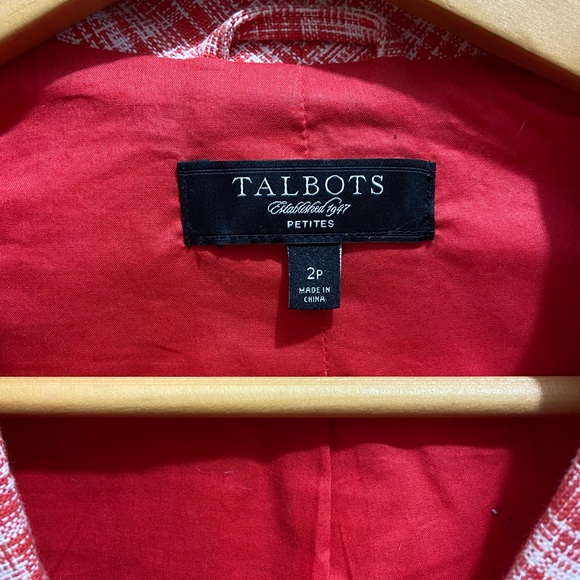 TALBOTS
Established 1947
PETITES
2P
MADE IN
CHINA